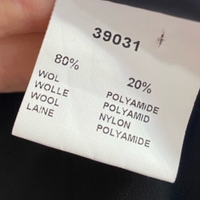 39031
80% 20%
WOL POLYAMIDE
WOLLE POLYAMID
WOOL NYLON
LAINE POLYAMIDE